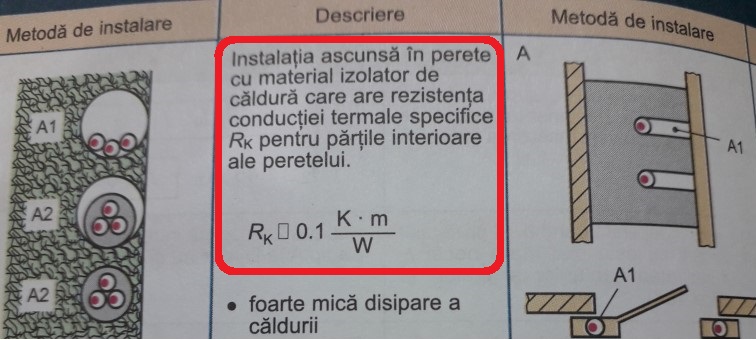 Metodă de instalare
Descriere
Metodă de instalare
A1
A2
A2
Instalația ascunsă în perete
cu material izolator de
căldură care are rezistența
conducției termale specifice
RK pentru părțile interioare
ale peretelui.
RK □ 0.1 K · m
W
• foarte mică disipare a
căldurii
A
A1
A1